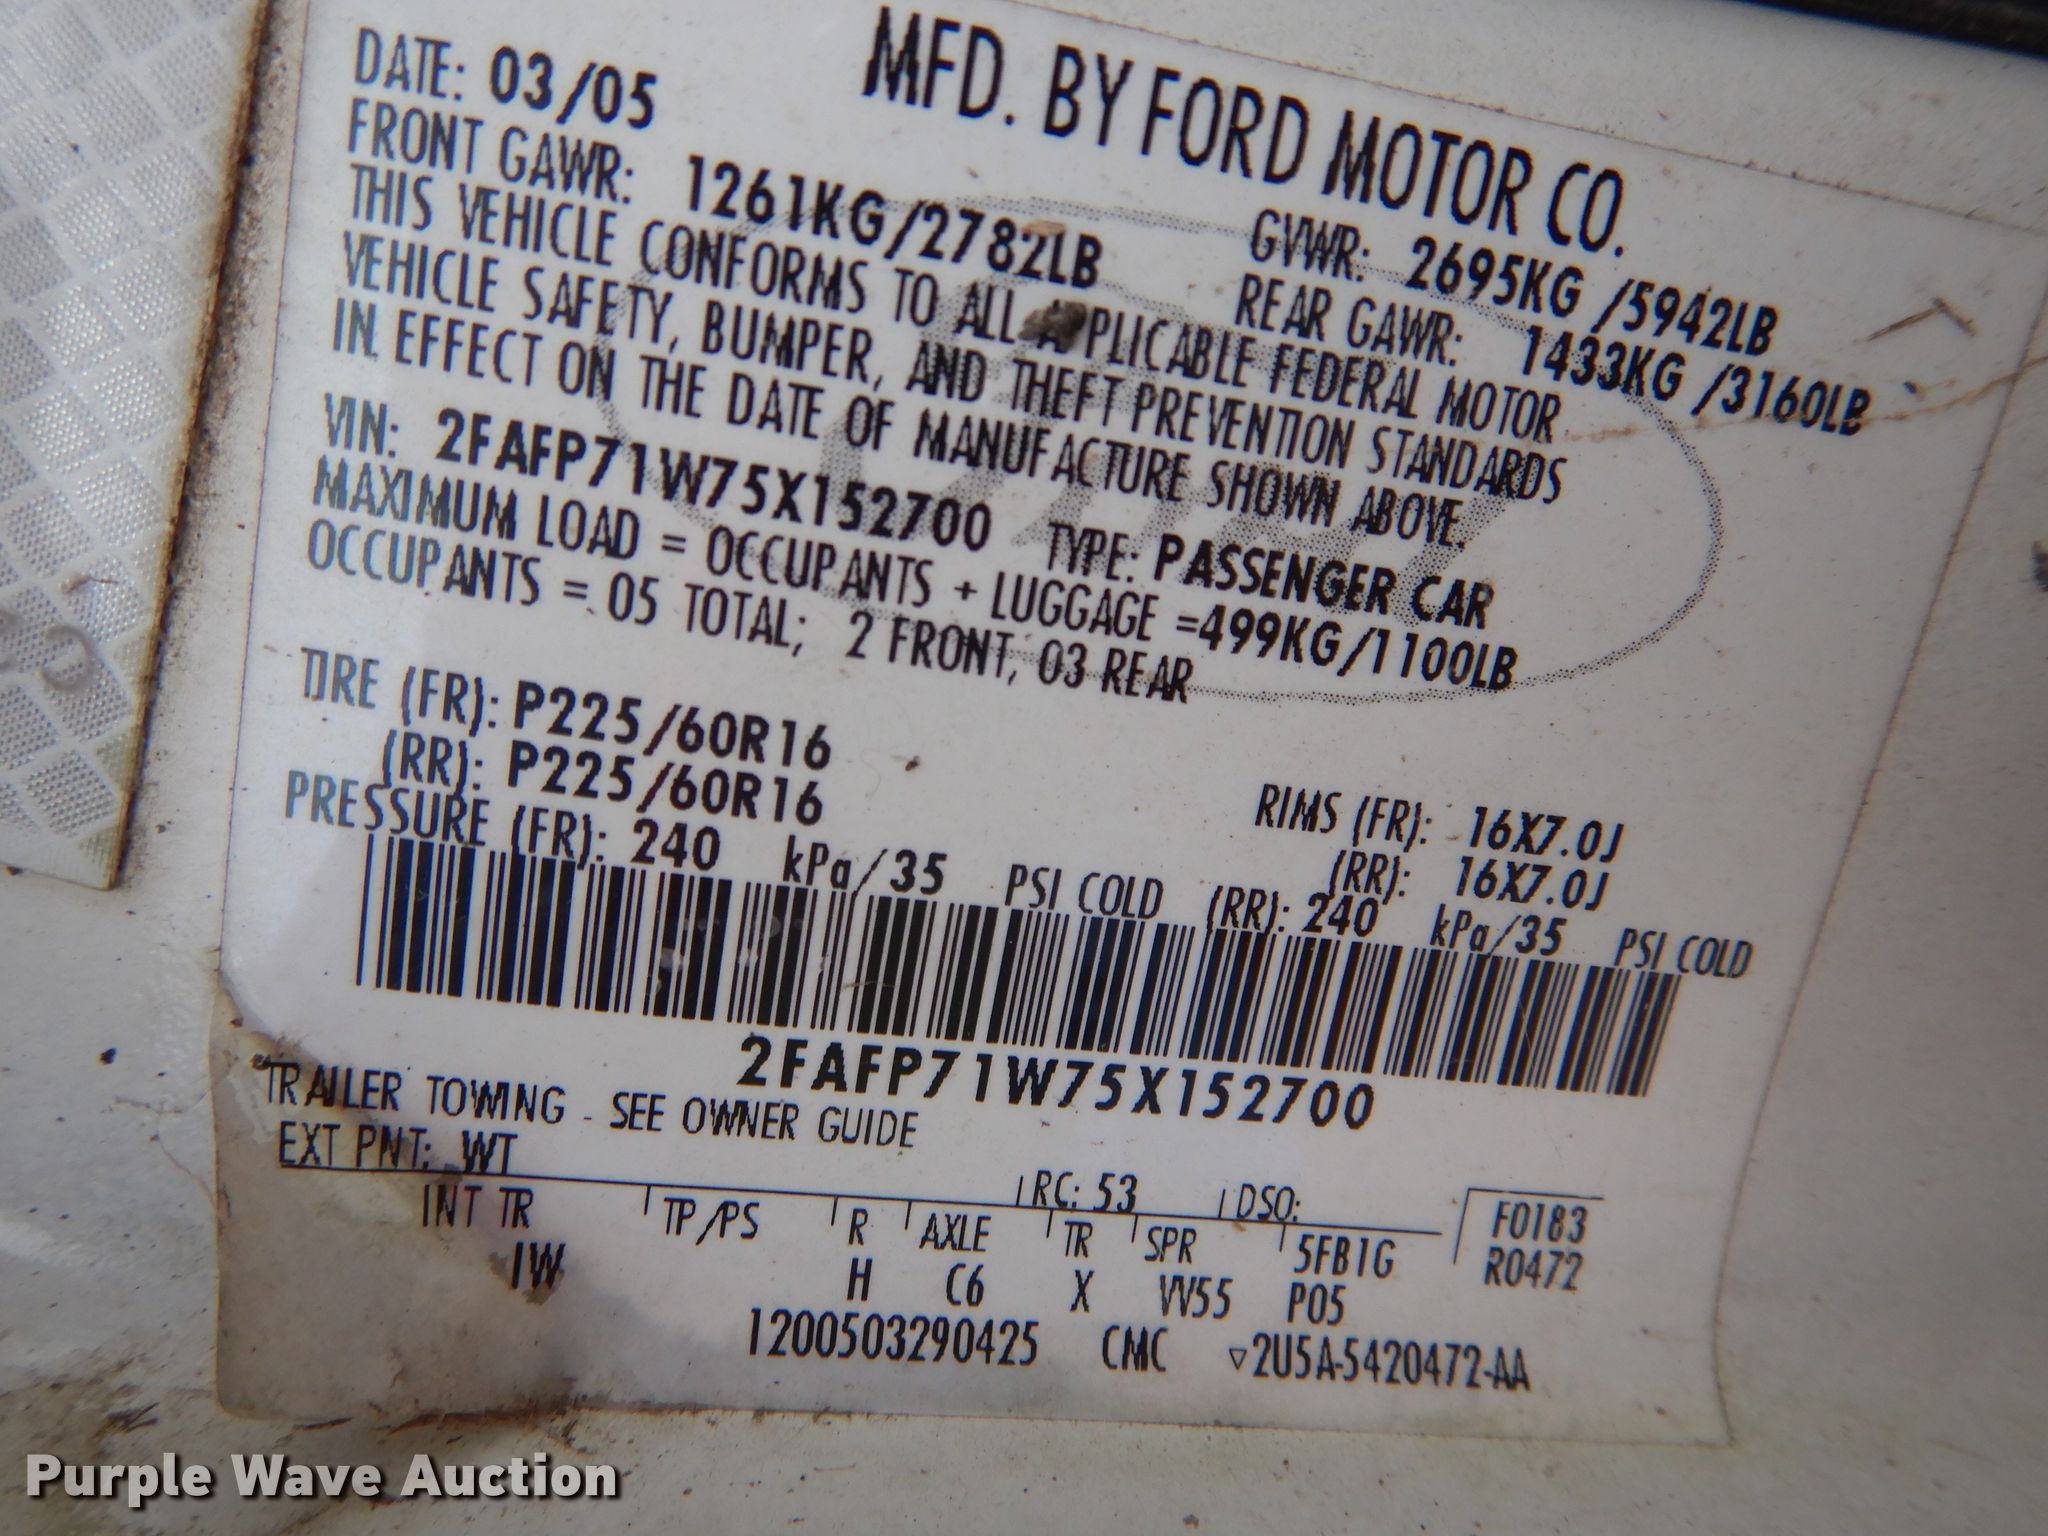 MFD. BY FORD MOTOR CO.
DATE: 03/05
GVWR: 2695KG /5942LB
FRONT GAWR: 1261KG/2782LB
REAR GAWR: 1433KG /3160LB
THIS VEHICLE CONFORMS TO ALL APPLICABLE FEDERAL MOTOR
VEHICLE SAFETY, BUMPER, AND THEFT PREVENTION STANDARDS
IN EFFECT ON THE DATE OF MANUFACTURE SHOWN ABOVE.
VIN: 2FAFP71W75X152700 TYPE: PASSENGER CAR
MAXIMUM LOAD = OCCUPANTS + LUGGAGE =499KG/1100LB
OCCUPANTS = 05 TOTAL; 2 FRONT, 03 REAR
TIRE (FR): P225/60R16 RIMS (FR): 16X7.0J
(RR): P225/60R16 (RR): 16X7.0J
PRESSURE (FR): 240 kPa/35 PSI COLD (RR): 240 kPa/35 PSI COLD
2FAFP71W75X152700
TRAILER TOWING - SEE OWNER GUIDE
EXT PNT: WT RC: 53 DSO: F0183
INT TR TP/PS R AXLE TR SPR 5FB1G R0472
IW H C6 X VV55 P05
1200503290425 CMC ▽2U5A-5420472-AA
Purple Wave Auction